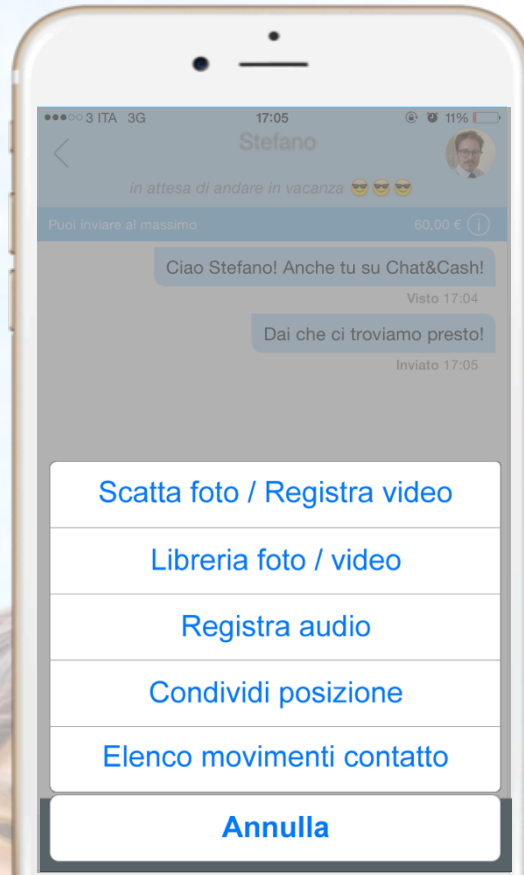 3 ITA 3G 17:05 11%
Stefano
in attesa di andare in vacanza 😎😎😎
Puoi inviare al massimo 60,00 € i
Ciao Stefano! Anche tu su Chat&Cash!
Visto 17:04
Dai che ci troviamo presto!
Inviato 17:05
Scatta foto / Registra video
Libreria foto / video
Registra audio
Condividi posizione
Elenco movimenti contatto
Annulla